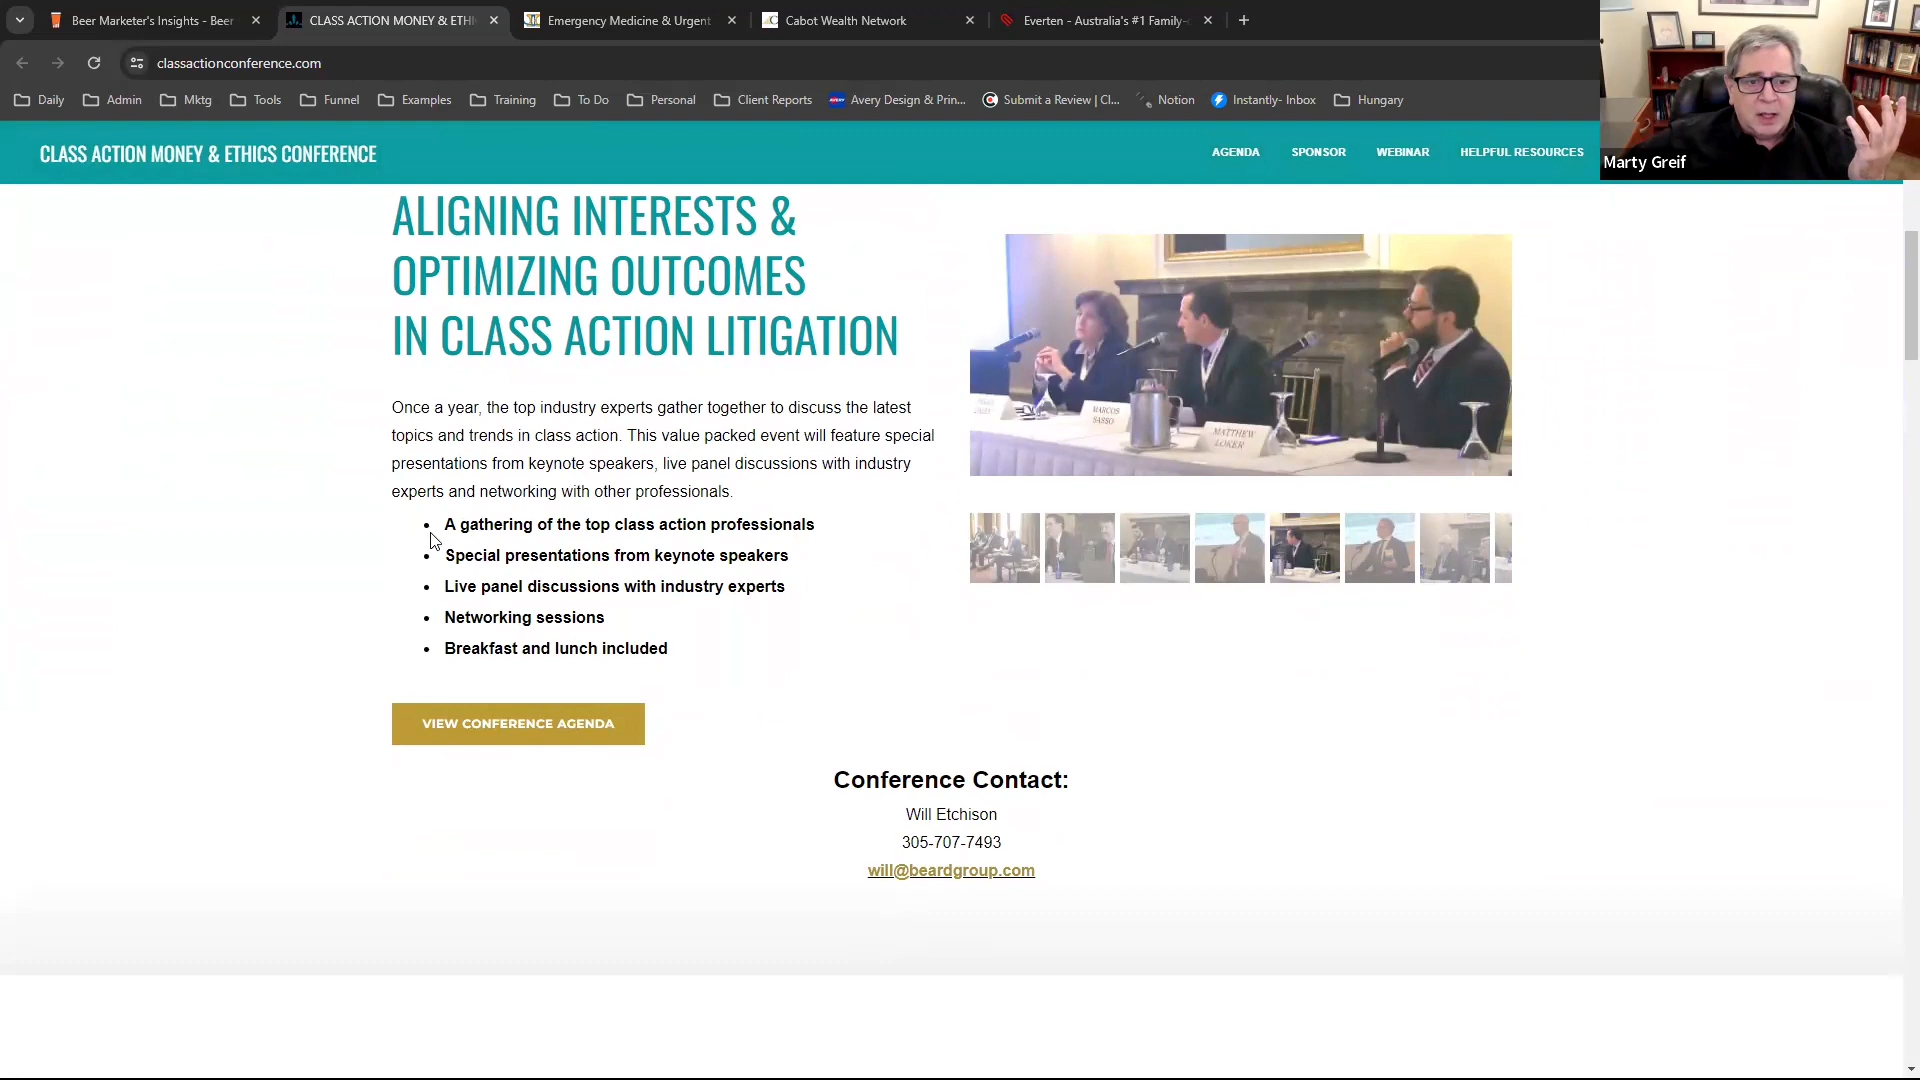 Beer Marketer's Insights - Beer
CLASS ACTION MONEY & ETHI
Emergency Medicine & Urgent
Cabot Wealth Network
Everten - Australia's #1 Family-
classactionconference.com
Daily
Admin
Mktg
Tools
Funnel
Examples
Training
To Do
Personal
Client Reports
AVERY
Avery Design & Prin...
Submit a Review | Cl...
Notion
Instantly- Inbox
Hungary
CLASS ACTION MONEY & ETHICS CONFERENCE
AGENDA
SPONSOR
WEBINAR
HELPFUL RESOURCES
Marty Greif
ALIGNING INTERESTS &
OPTIMIZING OUTCOMES
IN CLASS ACTION LITIGATION
Once a year, the top industry experts gather together to discuss the latest
topics and trends in class action. This value packed event will feature special
presentations from keynote speakers, live panel discussions with industry
experts and networking with other professionals.
• A gathering of the top class action professionals
• Special presentations from keynote speakers
• Live panel discussions with industry experts
• Networking sessions
• Breakfast and lunch included
VIEW CONFERENCE AGENDA
MARCOS
SASSO
MATTHEW
LOKER
Conference Contact:
Will Etchison
305-707-7493
will@beardgroup.com